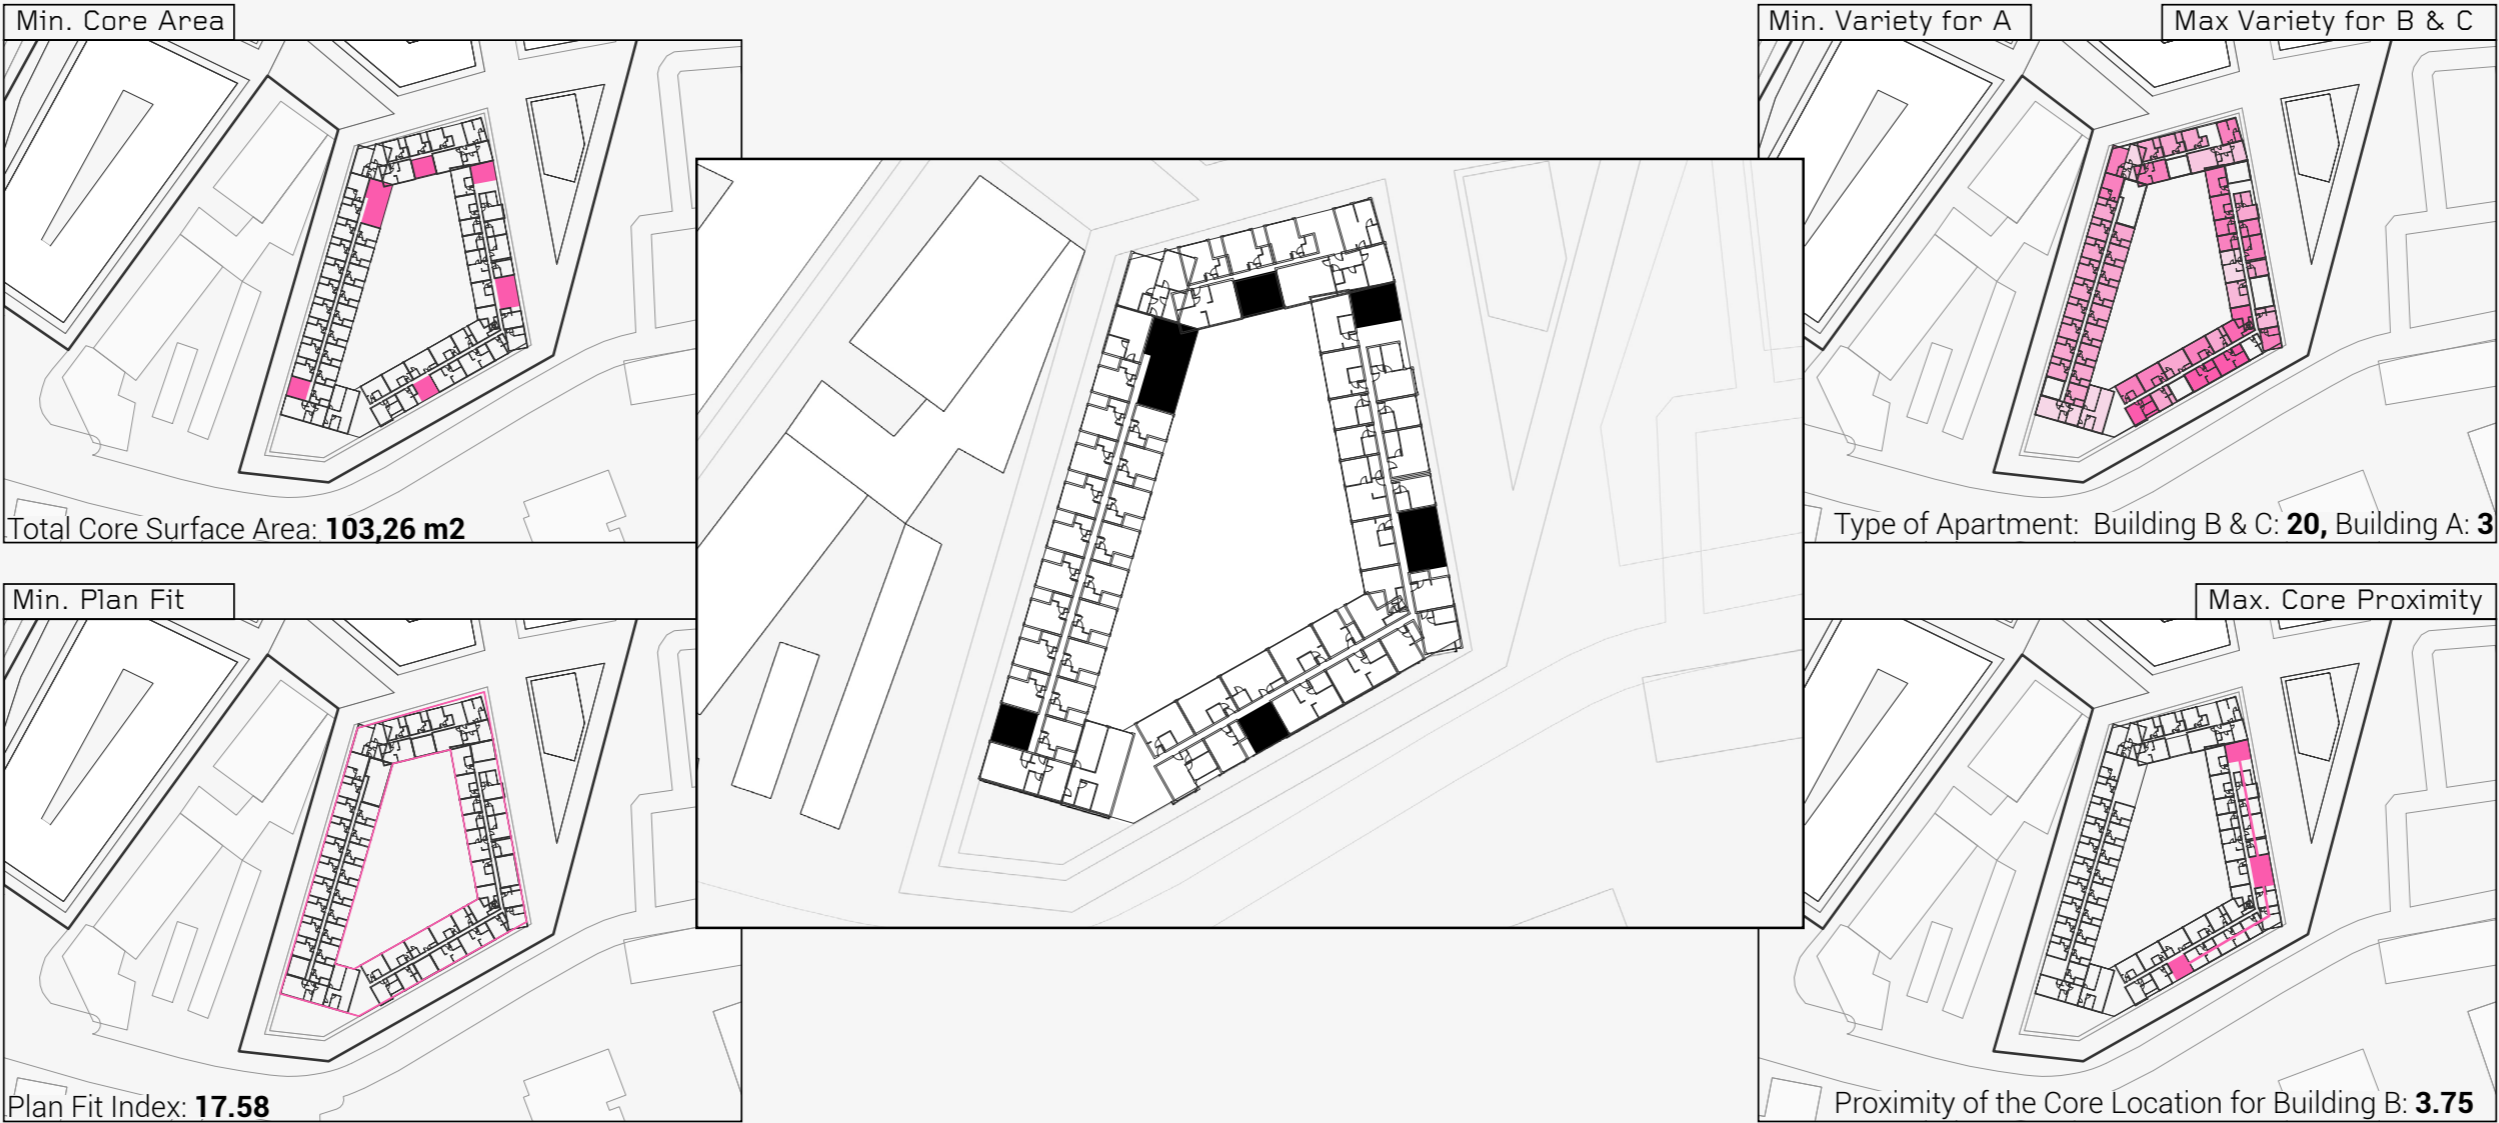 Min. Core Area
Total Core Surface Area: 103,26 m2
Min. Plan Fit
Plan Fit Index: 17.58
Min. Variety for A
Max Variety for B & C
Type of Apartment: Building B & C: 20, Building A: 3
Max. Core Proximity
Proximity of the Core Location for Building B: 3.75